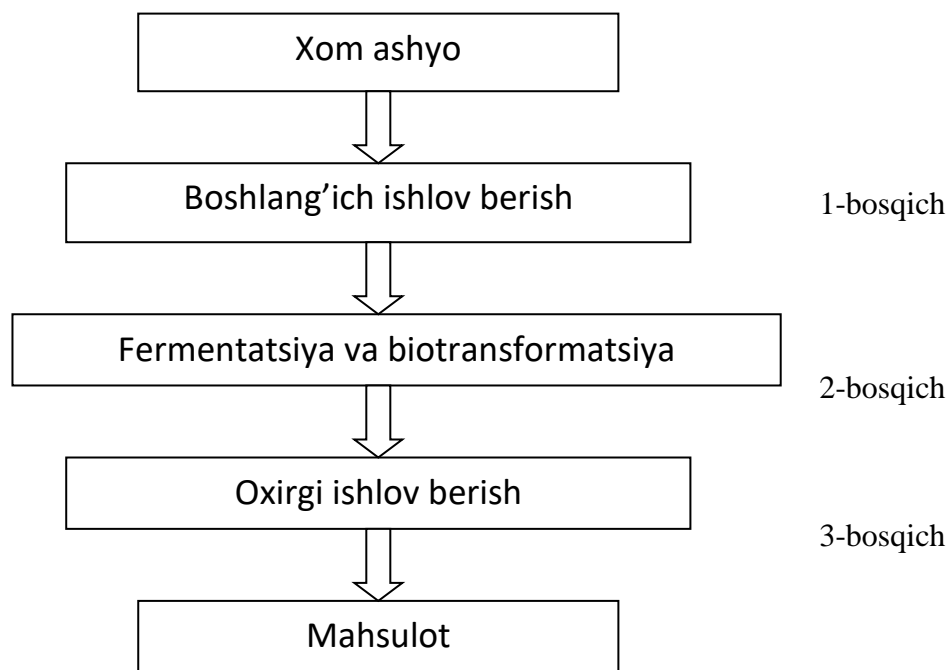 Xom ashyo
Boshlang’ich ishlov berish
1-bosqich
Fermentatsiya va biotransformatsiya
2-bosqich
Oxirgi ishlov berish
3-bosqich
Mahsulot